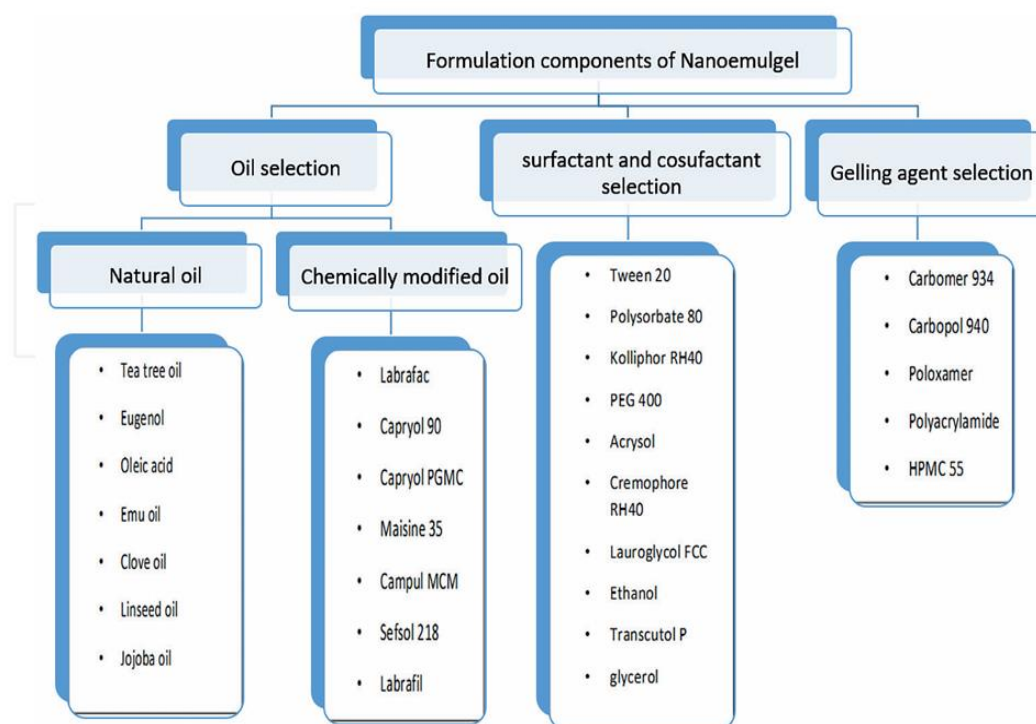 Formulation components of Nanoemulgel
Oil selection
surfactant and cosufactant
selection
Gelling agent selection
Natural oil
Chemically modified oil
• Tea tree oil
• Eugenol
• Oleic acid
• Emu oil
• Clove oil
• Linseed oil
• Jojoba oil
• Labrafac
• Capryol 90
• Capryol PGMC
• Maisine 35
• Campul MCM
• Sefsol 218
• Labrafil
• Tween 20
• Polysorbate 80
• Kolliphor RH40
• PEG 400
• Acrysol
• Cremophore
RH40
• Lauroglycol FCC
• Ethanol
• Transcutol P
• glycerol
• Carbomer 934
• Carbopol 940
• Poloxamer
• Polyacrylamide
• HPMC 55